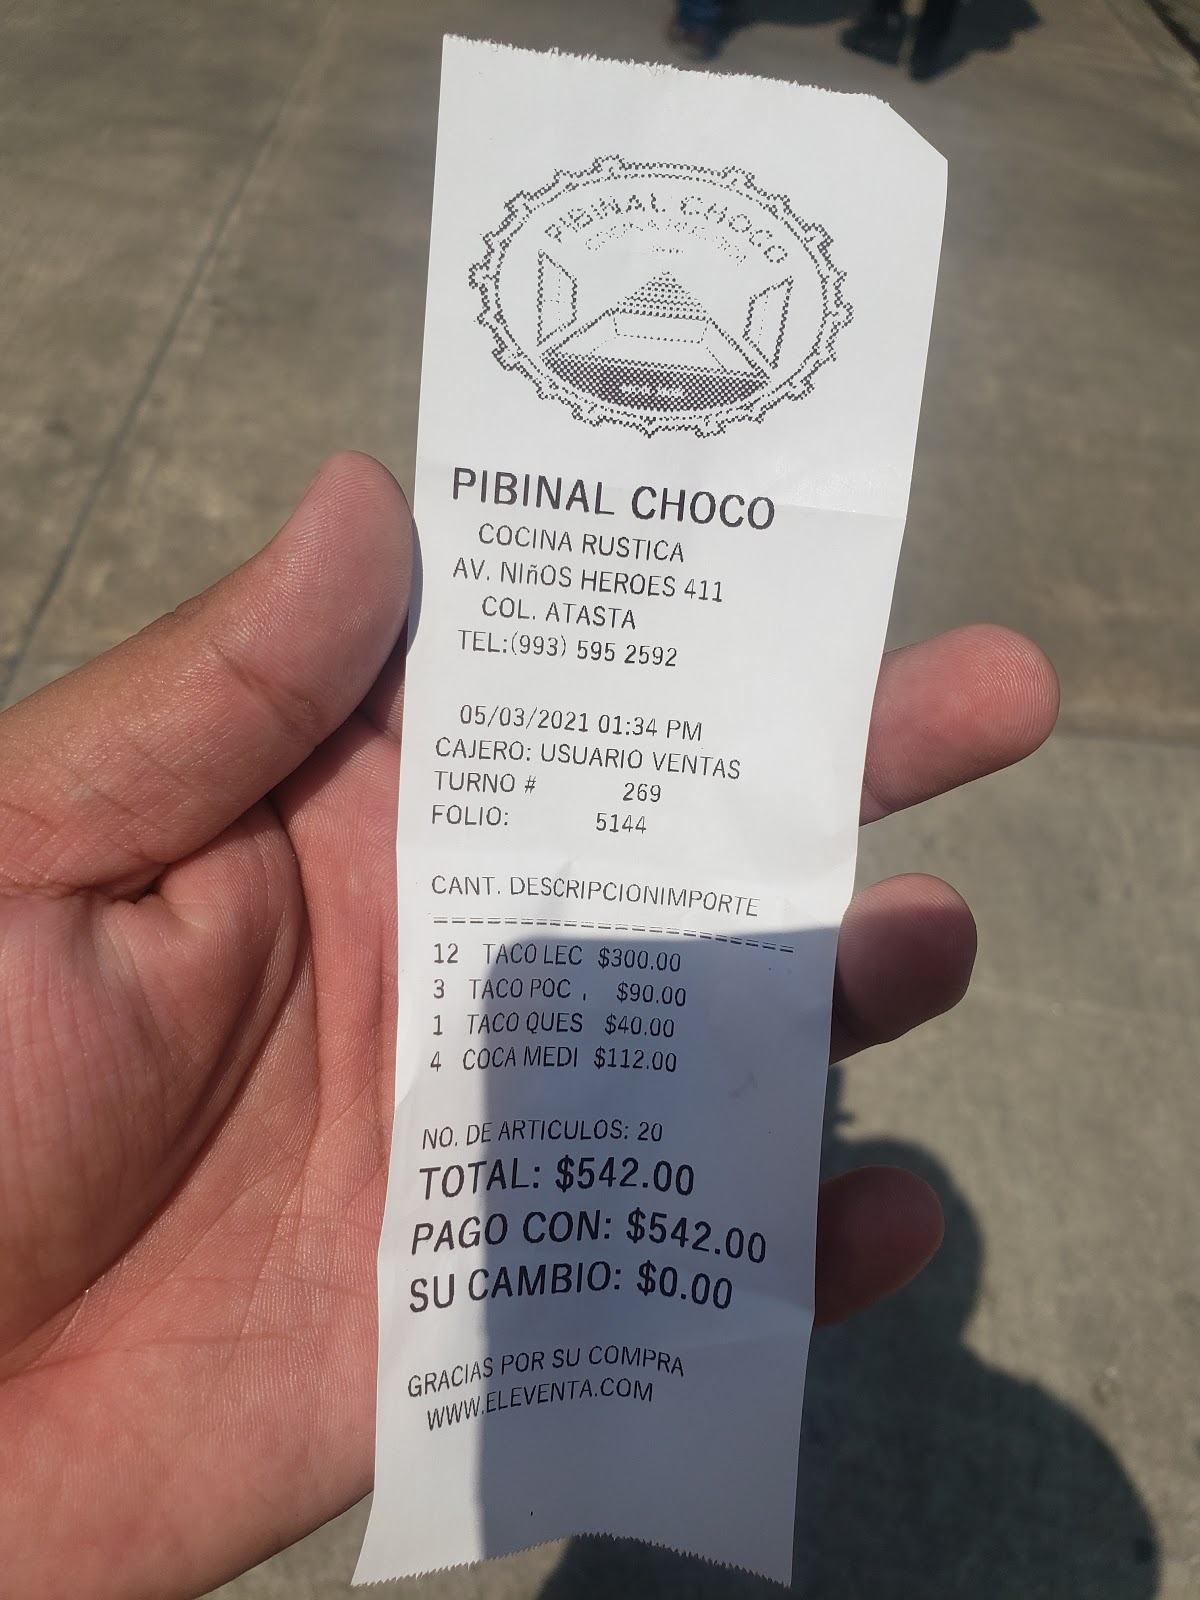 PIBINAL CHOCO
PIBINAL CHOCO
COCINA RUSTICA
AV. NIñOS HEROES 411
COL. ATASTA
TEL:(993) 595 2592
05/03/2021 01:34 PM
CAJERO: USUARIO VENTAS
TURNO # 269
FOLIO: 5144
CANT. DESCRIPCIONIMPORTE
======================
12 TACO LEC $300.00
3 TACO POC . $90.00
1 TACO QUES $40.00
4 COCA MEDI $112.00
NO. DE ARTICULOS: 20
TOTAL: $542.00
PAGO CON: $542.00
SU CAMBIO: $0.00
GRACIAS POR SU COMPRA
WWW.ELEVENTA.COM